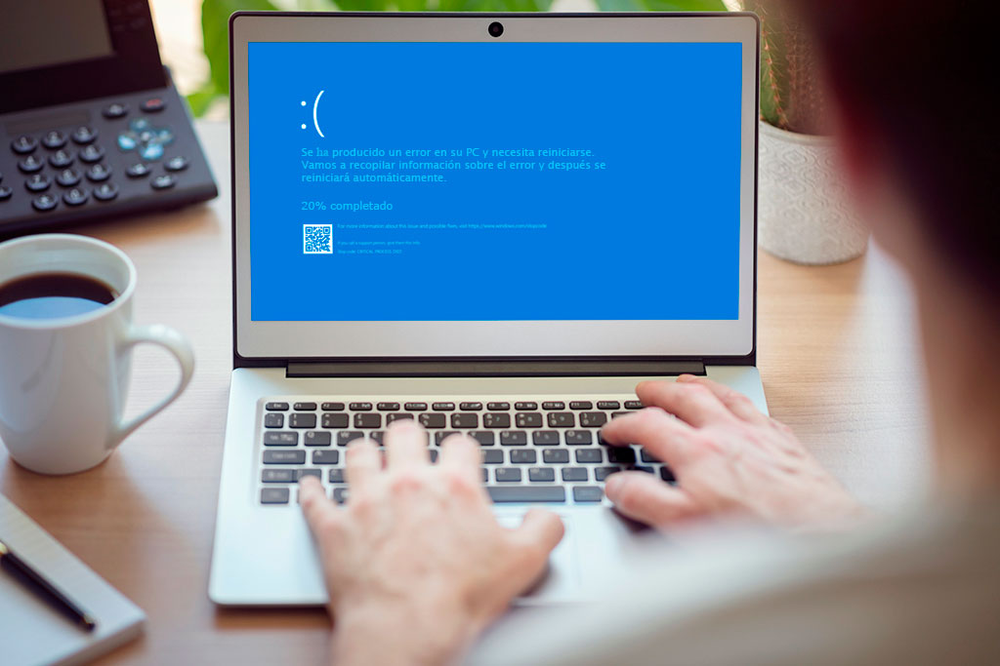 :(
Se ha producido un error en su PC y necesita reiniciarse.
Vamos a recopilar información sobre el error y después se
reiniciará automáticamente.
20% completado
For more information about this issue and possible fixes, visit https://www.windows.com/stopcode
If you call a support person, give them this info:
Stop code: CRITICAL PROCESS DIED